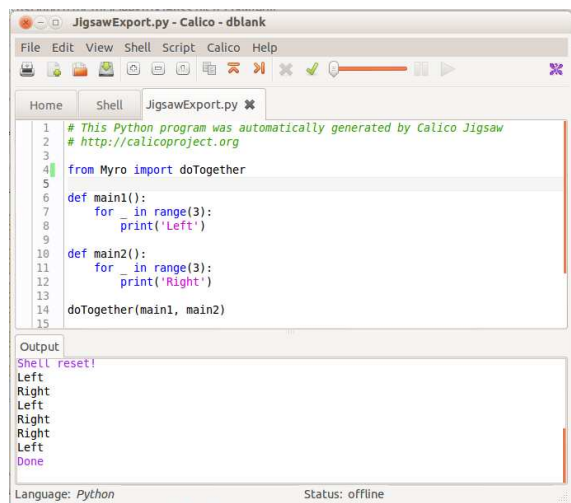 JigsawExport.py - Calico - dblank
File Edit View Shell Script Calico Help
Home Shell JigsawExport.py
1 # This Python program was automatically generated by Calico Jigsaw
2 # http://calicoproject.org
3
4 from Myro import doTogether
5
6 def main1():
7     for _ in range(3):
8         print('Left')
9
10 def main2():
11     for _ in range(3):
12         print('Right')
13
14 doTogether(main1, main2)
15
Output
Shell reset!
Left
Right
Left
Right
Right
Left
Done
Language: Python Status: offline